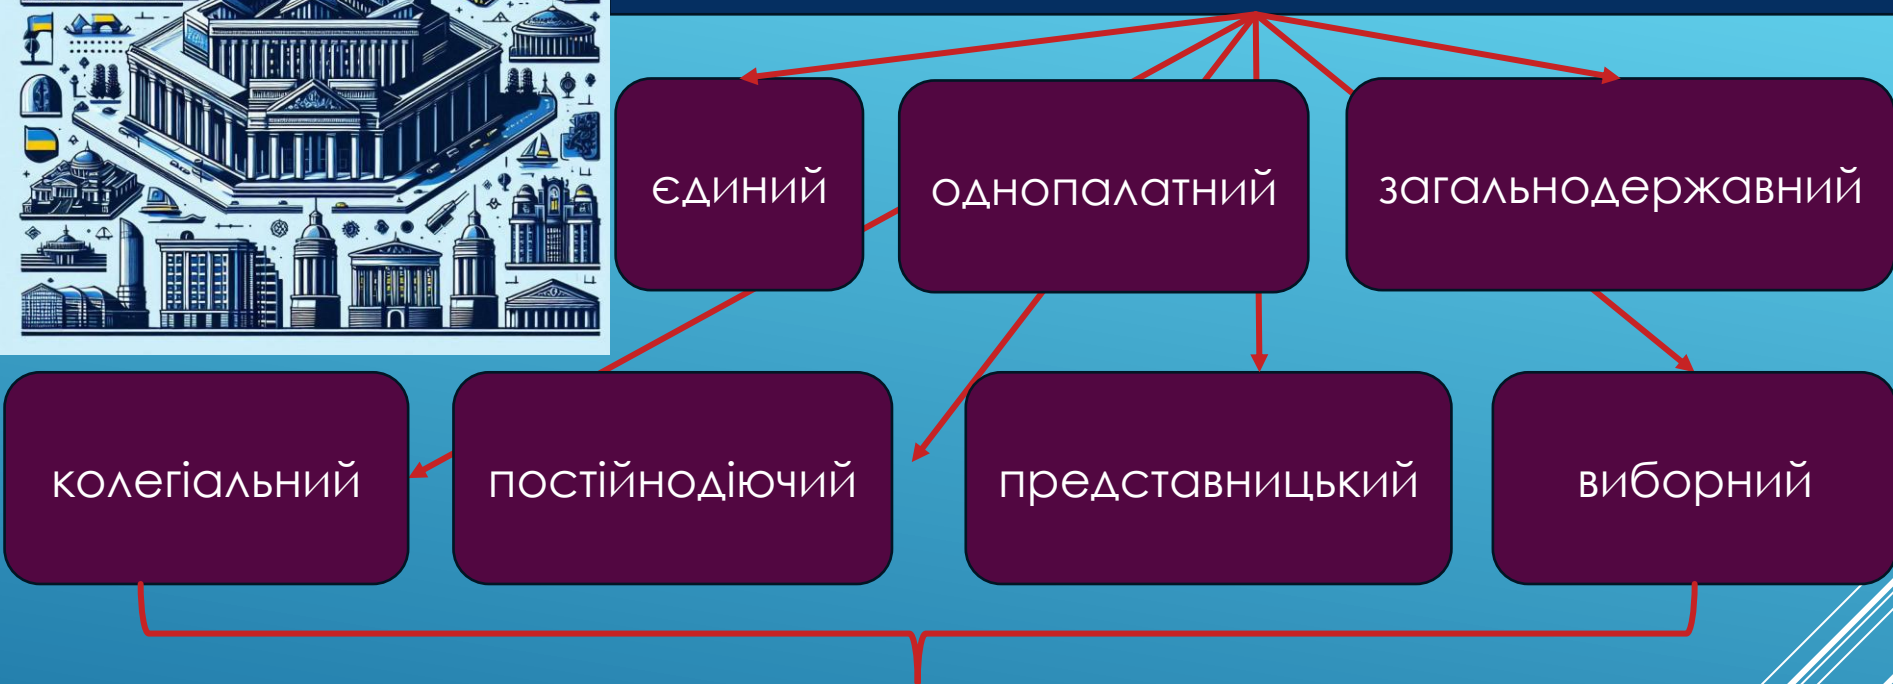 єдиний
однопалатний
загальнодержавний
колегіальний
постійнодіючий
представницький
виборний